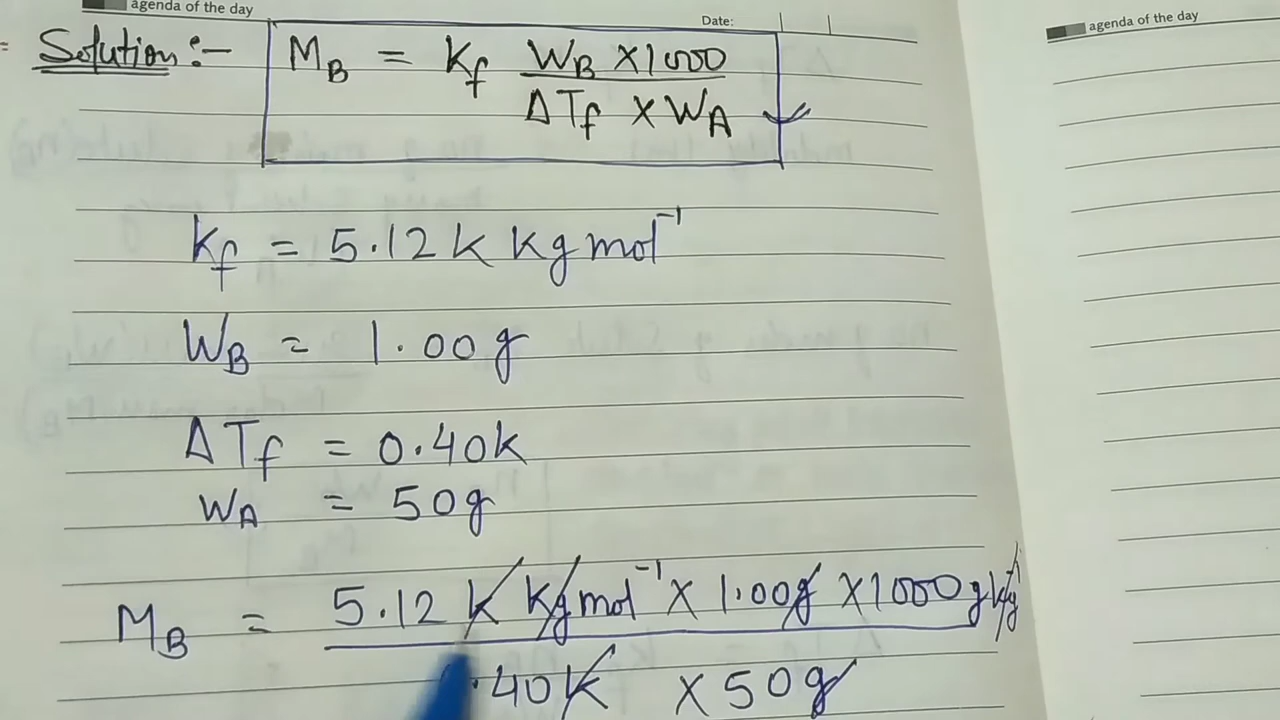 agenda of the day
Date:
agenda of the day
Solution :-
M_B = K_f W_B × 1000
ΔT_f × W_A
K_f = 5.12 K Kg mol⁻¹
W_B = 1.00 g
ΔT_f = 0.40 K
W_A = 50 g
M_B = 5.12 K Kg mol⁻¹ × 1.00 g × 1000 g kg⁻¹
.40 K × 50 g